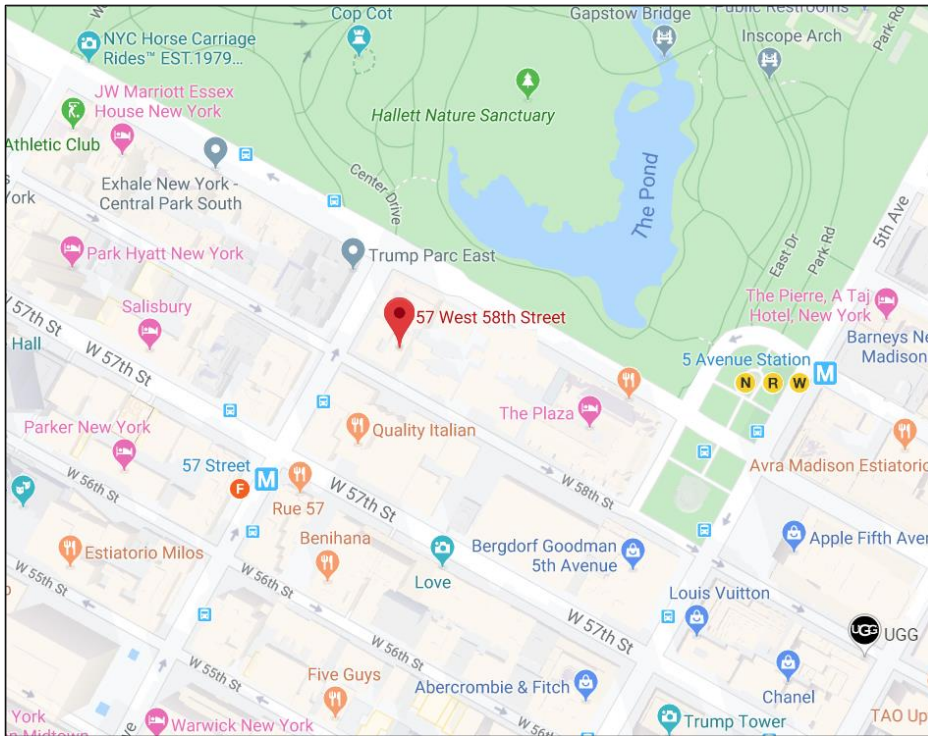 Cop Cot
Gapstow Bridge
Public Restrooms
NYC Horse Carriage
Rides™ EST.1979...
Inscope Arch
Park Rd
JW Marriott Essex
House New York
Hallett Nature Sanctuary
Athletic Club
Exhale New York -
Central Park South
Center Drive
The Pond
York
5th Ave
Park Hyatt New York
Trump Parc East
East Dr
Park Rd
Salisbury
57 West 58th Street
The Pierre, A Taj
Hotel, New York
W 57th St
Hall
W 57th St
5 Avenue Station
Barneys Ne
Madison
N R W M
The Plaza
Parker New York
Quality Italian
57 Street
M
F
Avra Madison Estiatorio
W 56th St
W 58th St
Rue 57
W 57th St
Benihana
Bergdorf Goodman
5th Avenue
Apple Fifth Aven
Estiatorio Milos
Love
W 55th St
W 56th St
Louis Vuitton
W 57th St
UGG
UGG
W 55th St
W 56th St
Five Guys
Abercrombie & Fitch
Chanel
York
n Midtown
Warwick New York
W 56th
Trump Tower
TAO Up